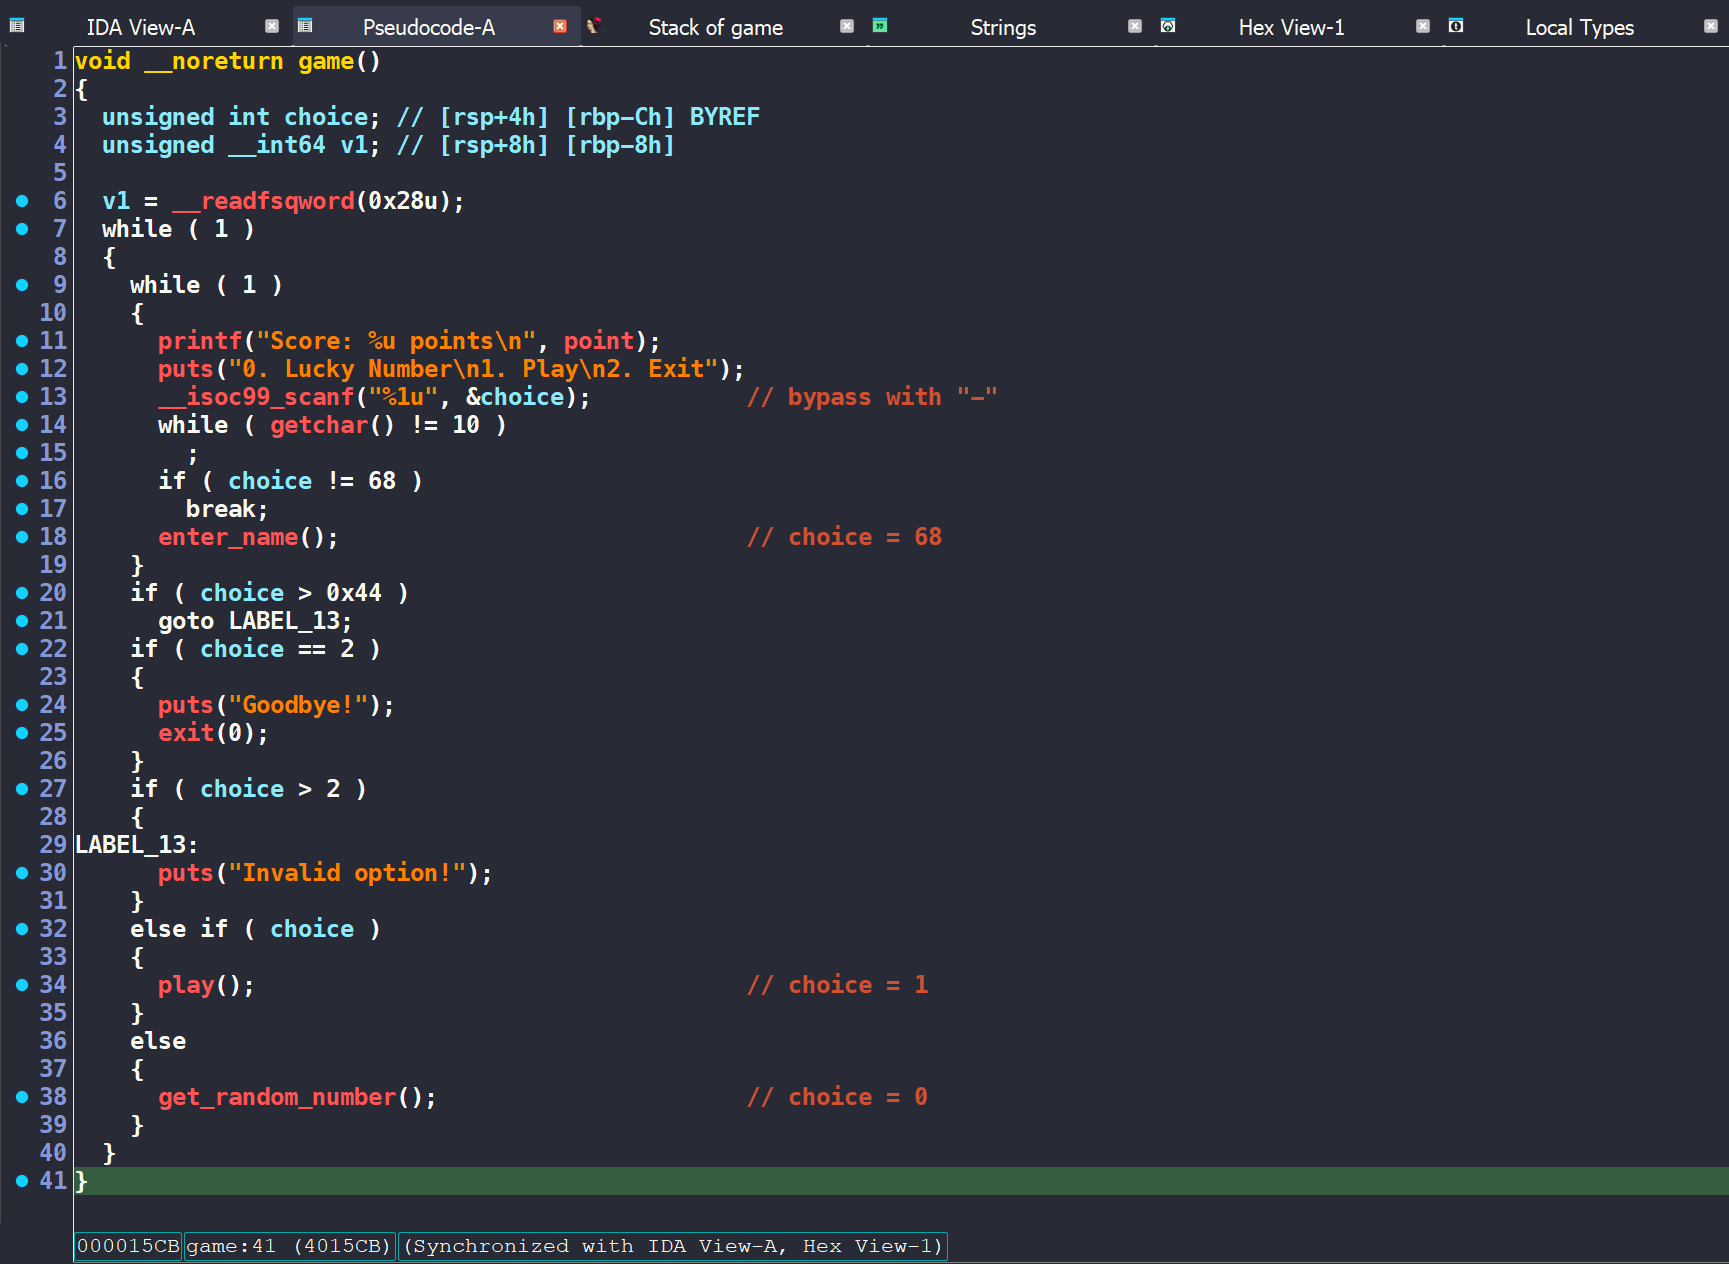 IDA View-A Pseudocode-A Stack of game Strings Hex View-1 Local Types
1 void __noreturn game()
2 {
3 unsigned int choice; // [rsp+4h] [rbp-Ch] BYREF
4 unsigned __int64 v1; // [rsp+8h] [rbp-8h]
5
6 v1 = __readfsqword(0x28u);
7 while ( 1 )
8 {
9 while ( 1 )
10 {
11 printf("Score: %u points\n", point);
12 puts("0. Lucky Number\n1. Play\n2. Exit");
13 __isoc99_scanf("%1u", &choice); // bypass with "-"
14 while ( getchar() != 10 )
15 ;
16 if ( choice != 68 )
17 break;
18 enter_name(); // choice = 68
19 }
20 if ( choice > 0x44 )
21 goto LABEL_13;
22 if ( choice == 2 )
23 {
24 puts("Goodbye!");
25 exit(0);
26 }
27 if ( choice > 2 )
28 {
29 LABEL_13:
30 puts("Invalid option!");
31 }
32 else if ( choice )
33 {
34 play(); // choice = 1
35 }
36 else
37 {
38 get_random_number(); // choice = 0
39 }
40 }
41 }
000015CB game:41 (4015CB) (Synchronized with IDA View-A, Hex View-1)